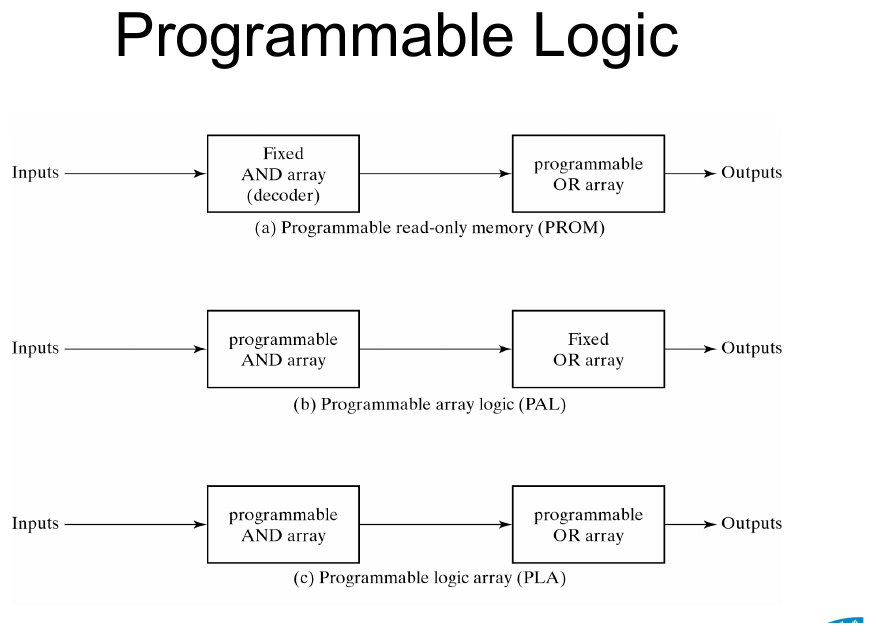 Programmable Logic
Inputs
Fixed
AND array
(decoder)
programmable
OR array
Outputs
(a) Programmable read-only memory (PROM)
Inputs
programmable
AND array
Fixed
OR array
Outputs
(b) Programmable array logic (PAL)
Inputs
programmable
AND array
programmable
OR array
Outputs
(c) Programmable logic array (PLA)